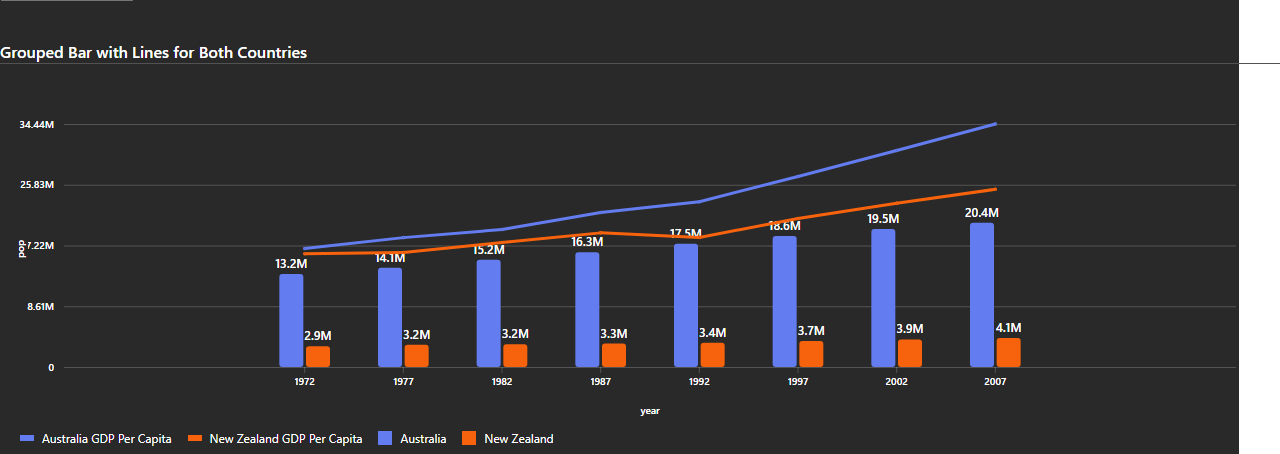 Grouped Bar with Lines for Both Countries
34.44M
25.83M
7.22M
8.61M
0
pop
13.2M
14.1M
15.2M
16.3M
17.5M
18.6M
19.5M
20.4M
2.9M
3.2M
3.2M
3.3M
3.4M
3.7M
3.9M
4.1M
1972 1977 1982 1987 1992 1997 2002 2007
year
Australia GDP Per Capita New Zealand GDP Per Capita Australia New Zealand